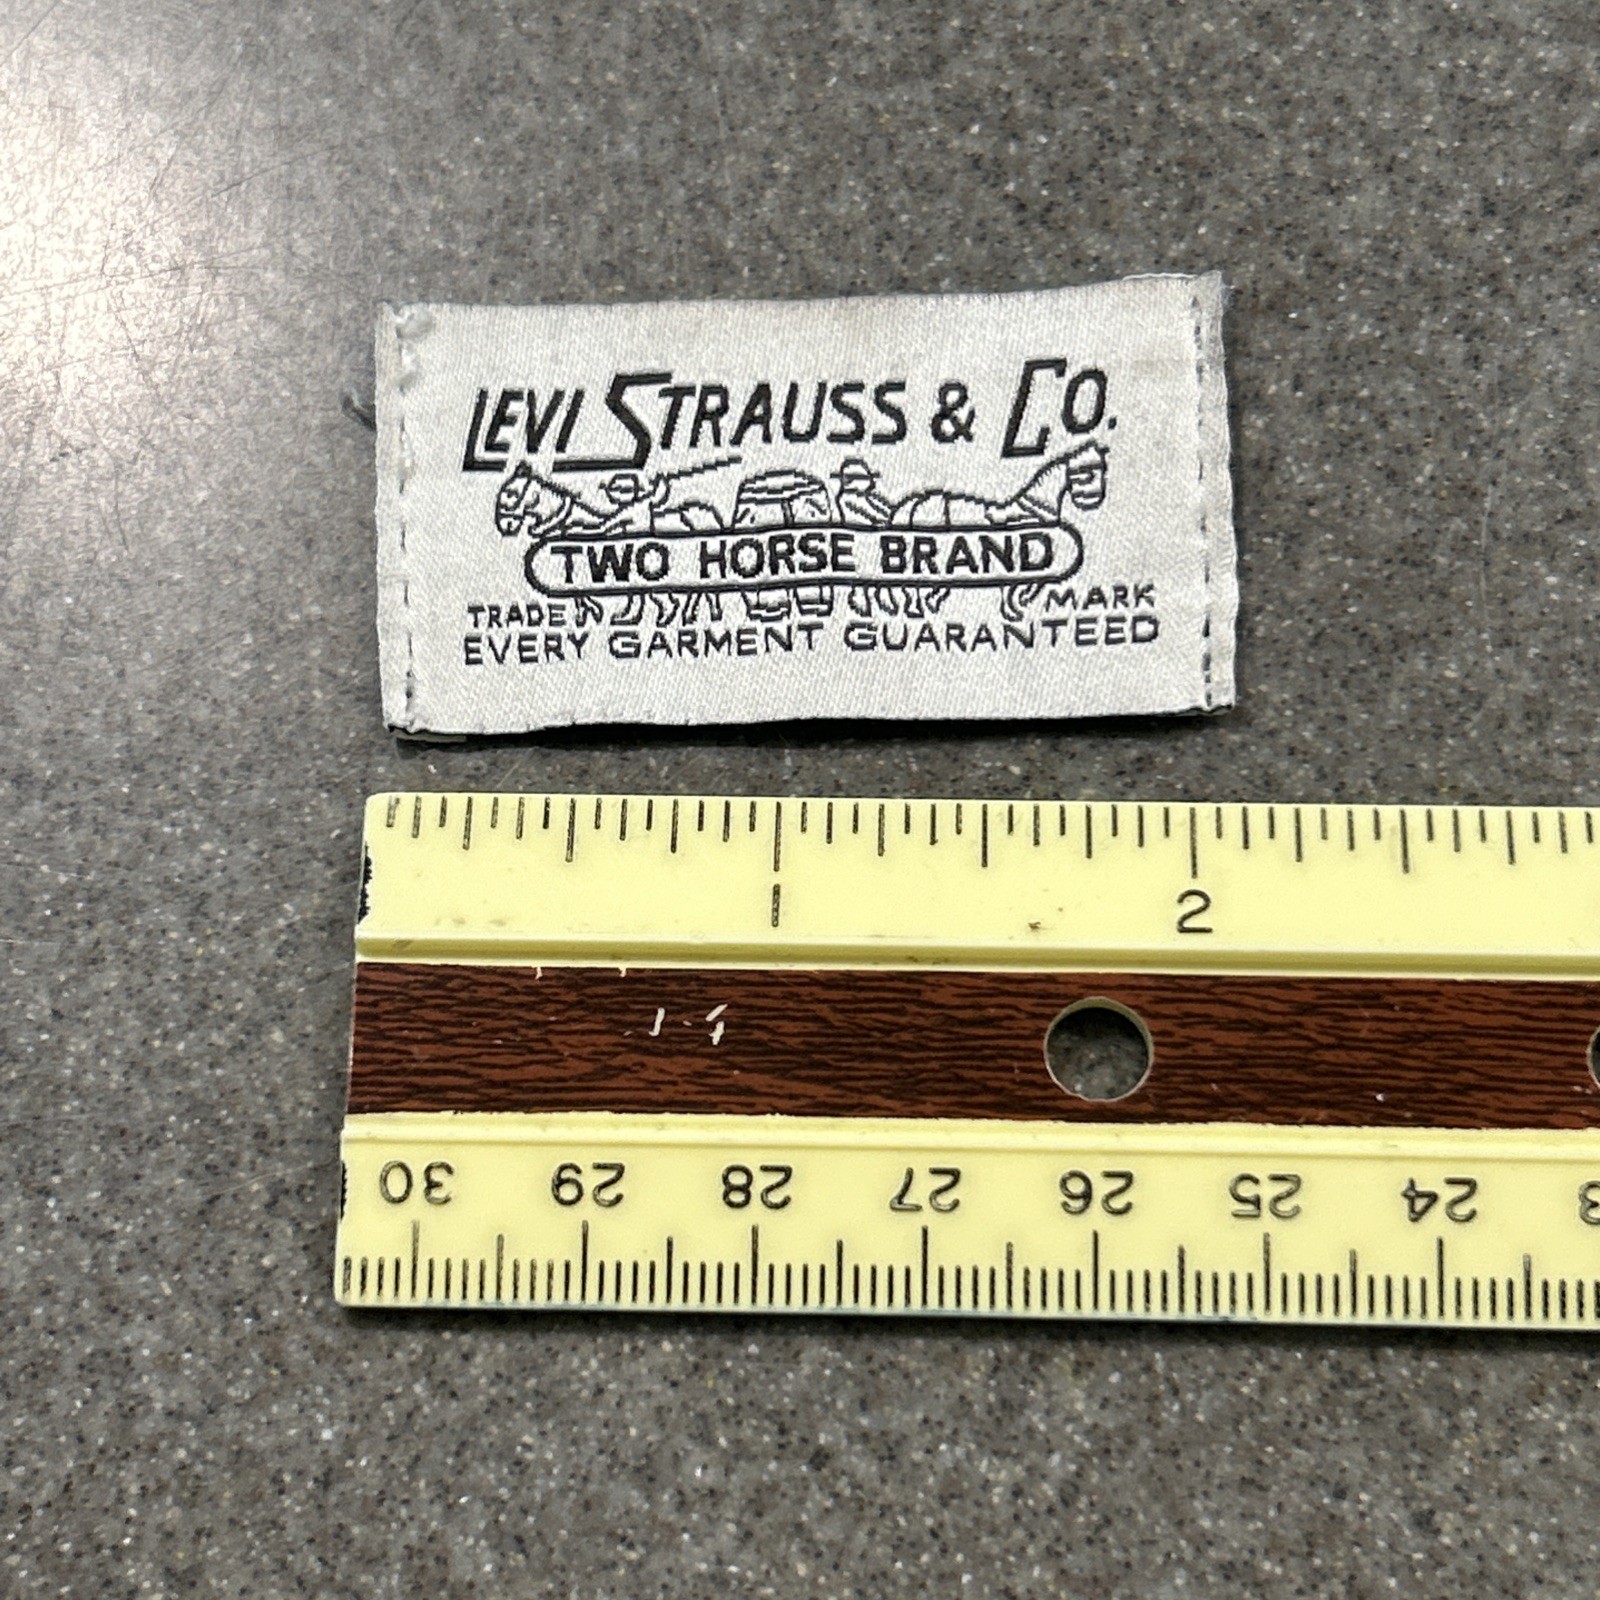 LEVI STRAUSS & CO.
TWO HORSE BRAND
TRADE MARK
EVERY GARMENT GUARANTEED
1 2
30 29 28 27 26 25 24